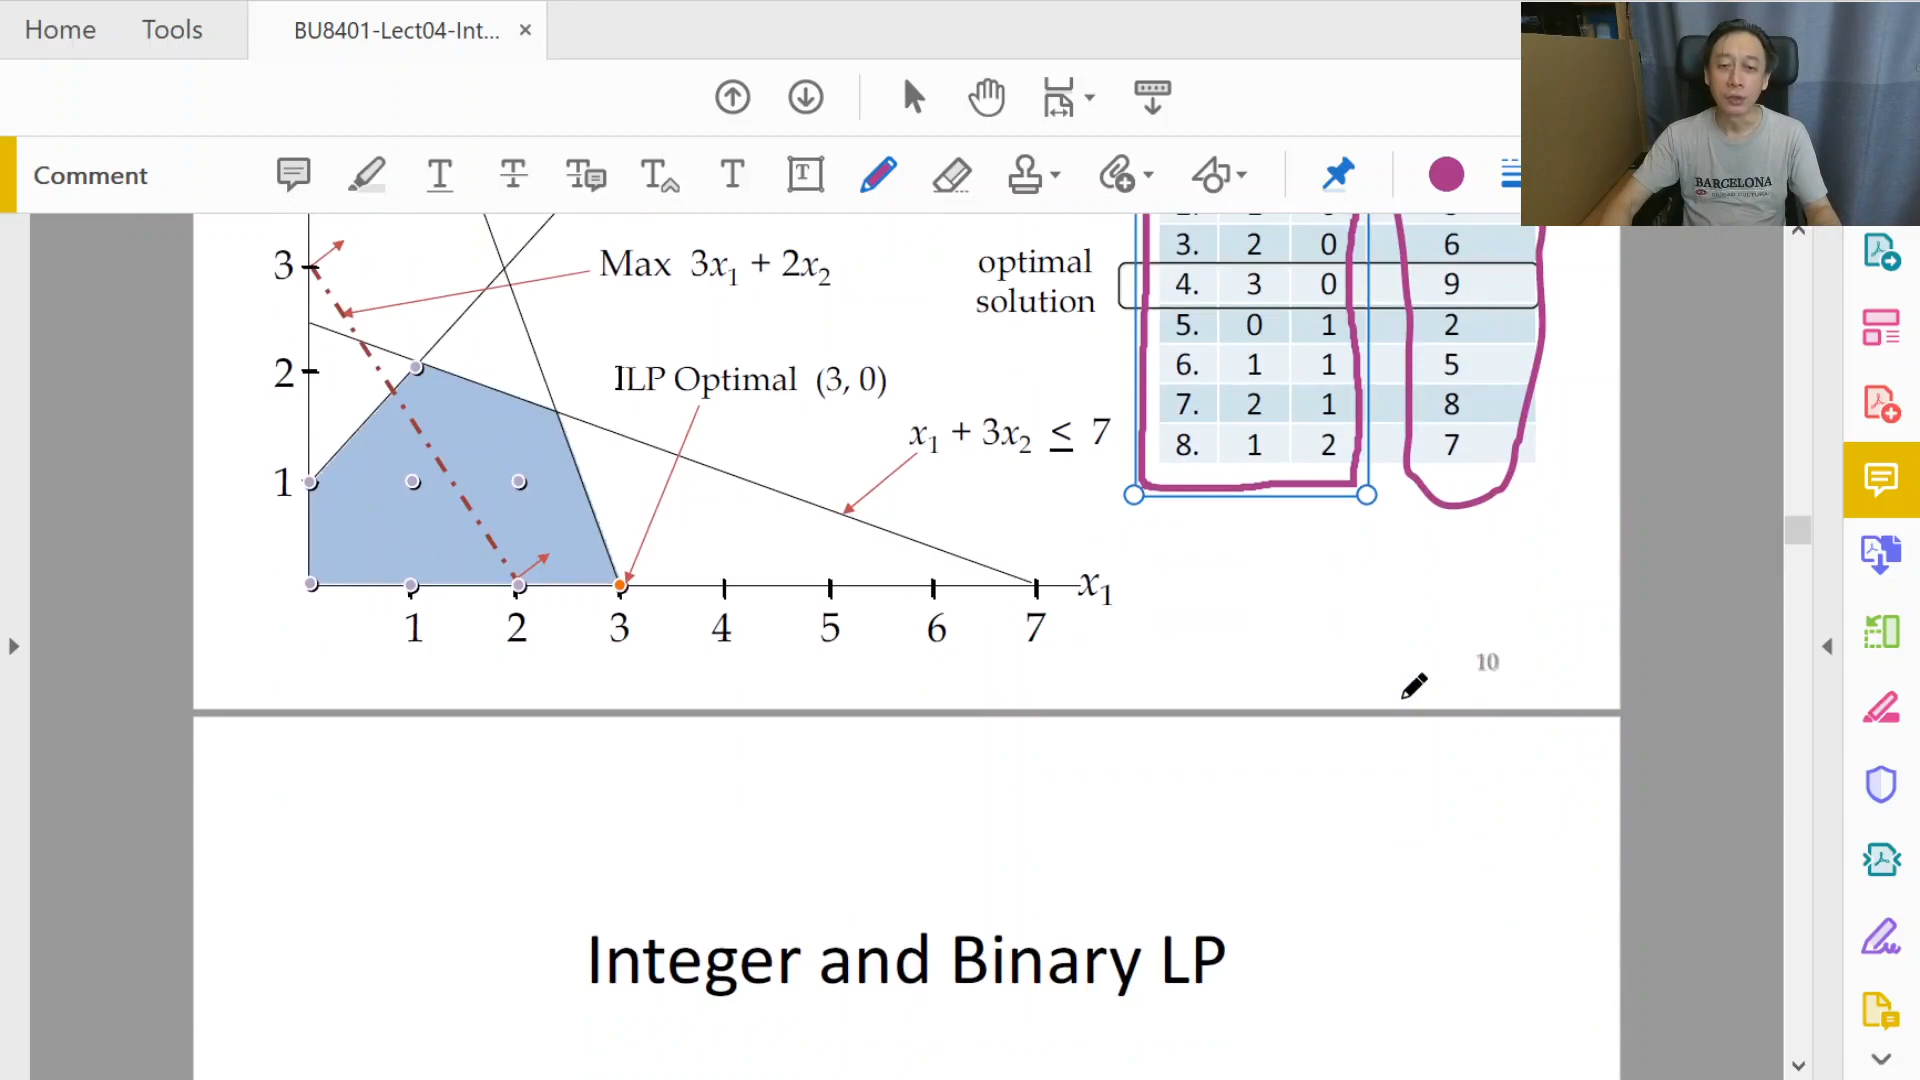 Home
Tools
BU8401-Lect04-Int... ×
Comment
3
Max 3x₁ + 2x₂
2
ILP Optimal (3, 0)
x₁ + 3x₂ ≤ 7
1
x₁
1 2 3 4 5 6 7
optimal
solution
3. 2 0 6
4. 3 0 9
5. 0 1 2
6. 1 1 5
7. 2 1 8
8. 1 2 7
10
Integer and Binary LP
BARCELONA